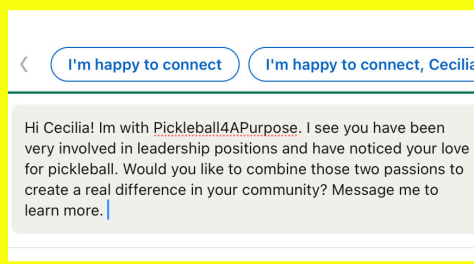 I'm happy to connect
I'm happy to connect, Cecilia
Hi Cecilia! Im with Pickleball4APurpose. I see you have been
very involved in leadership positions and have noticed your love
for pickleball. Would you like to combine those two passions to
create a real difference in your community? Message me to
learn more.